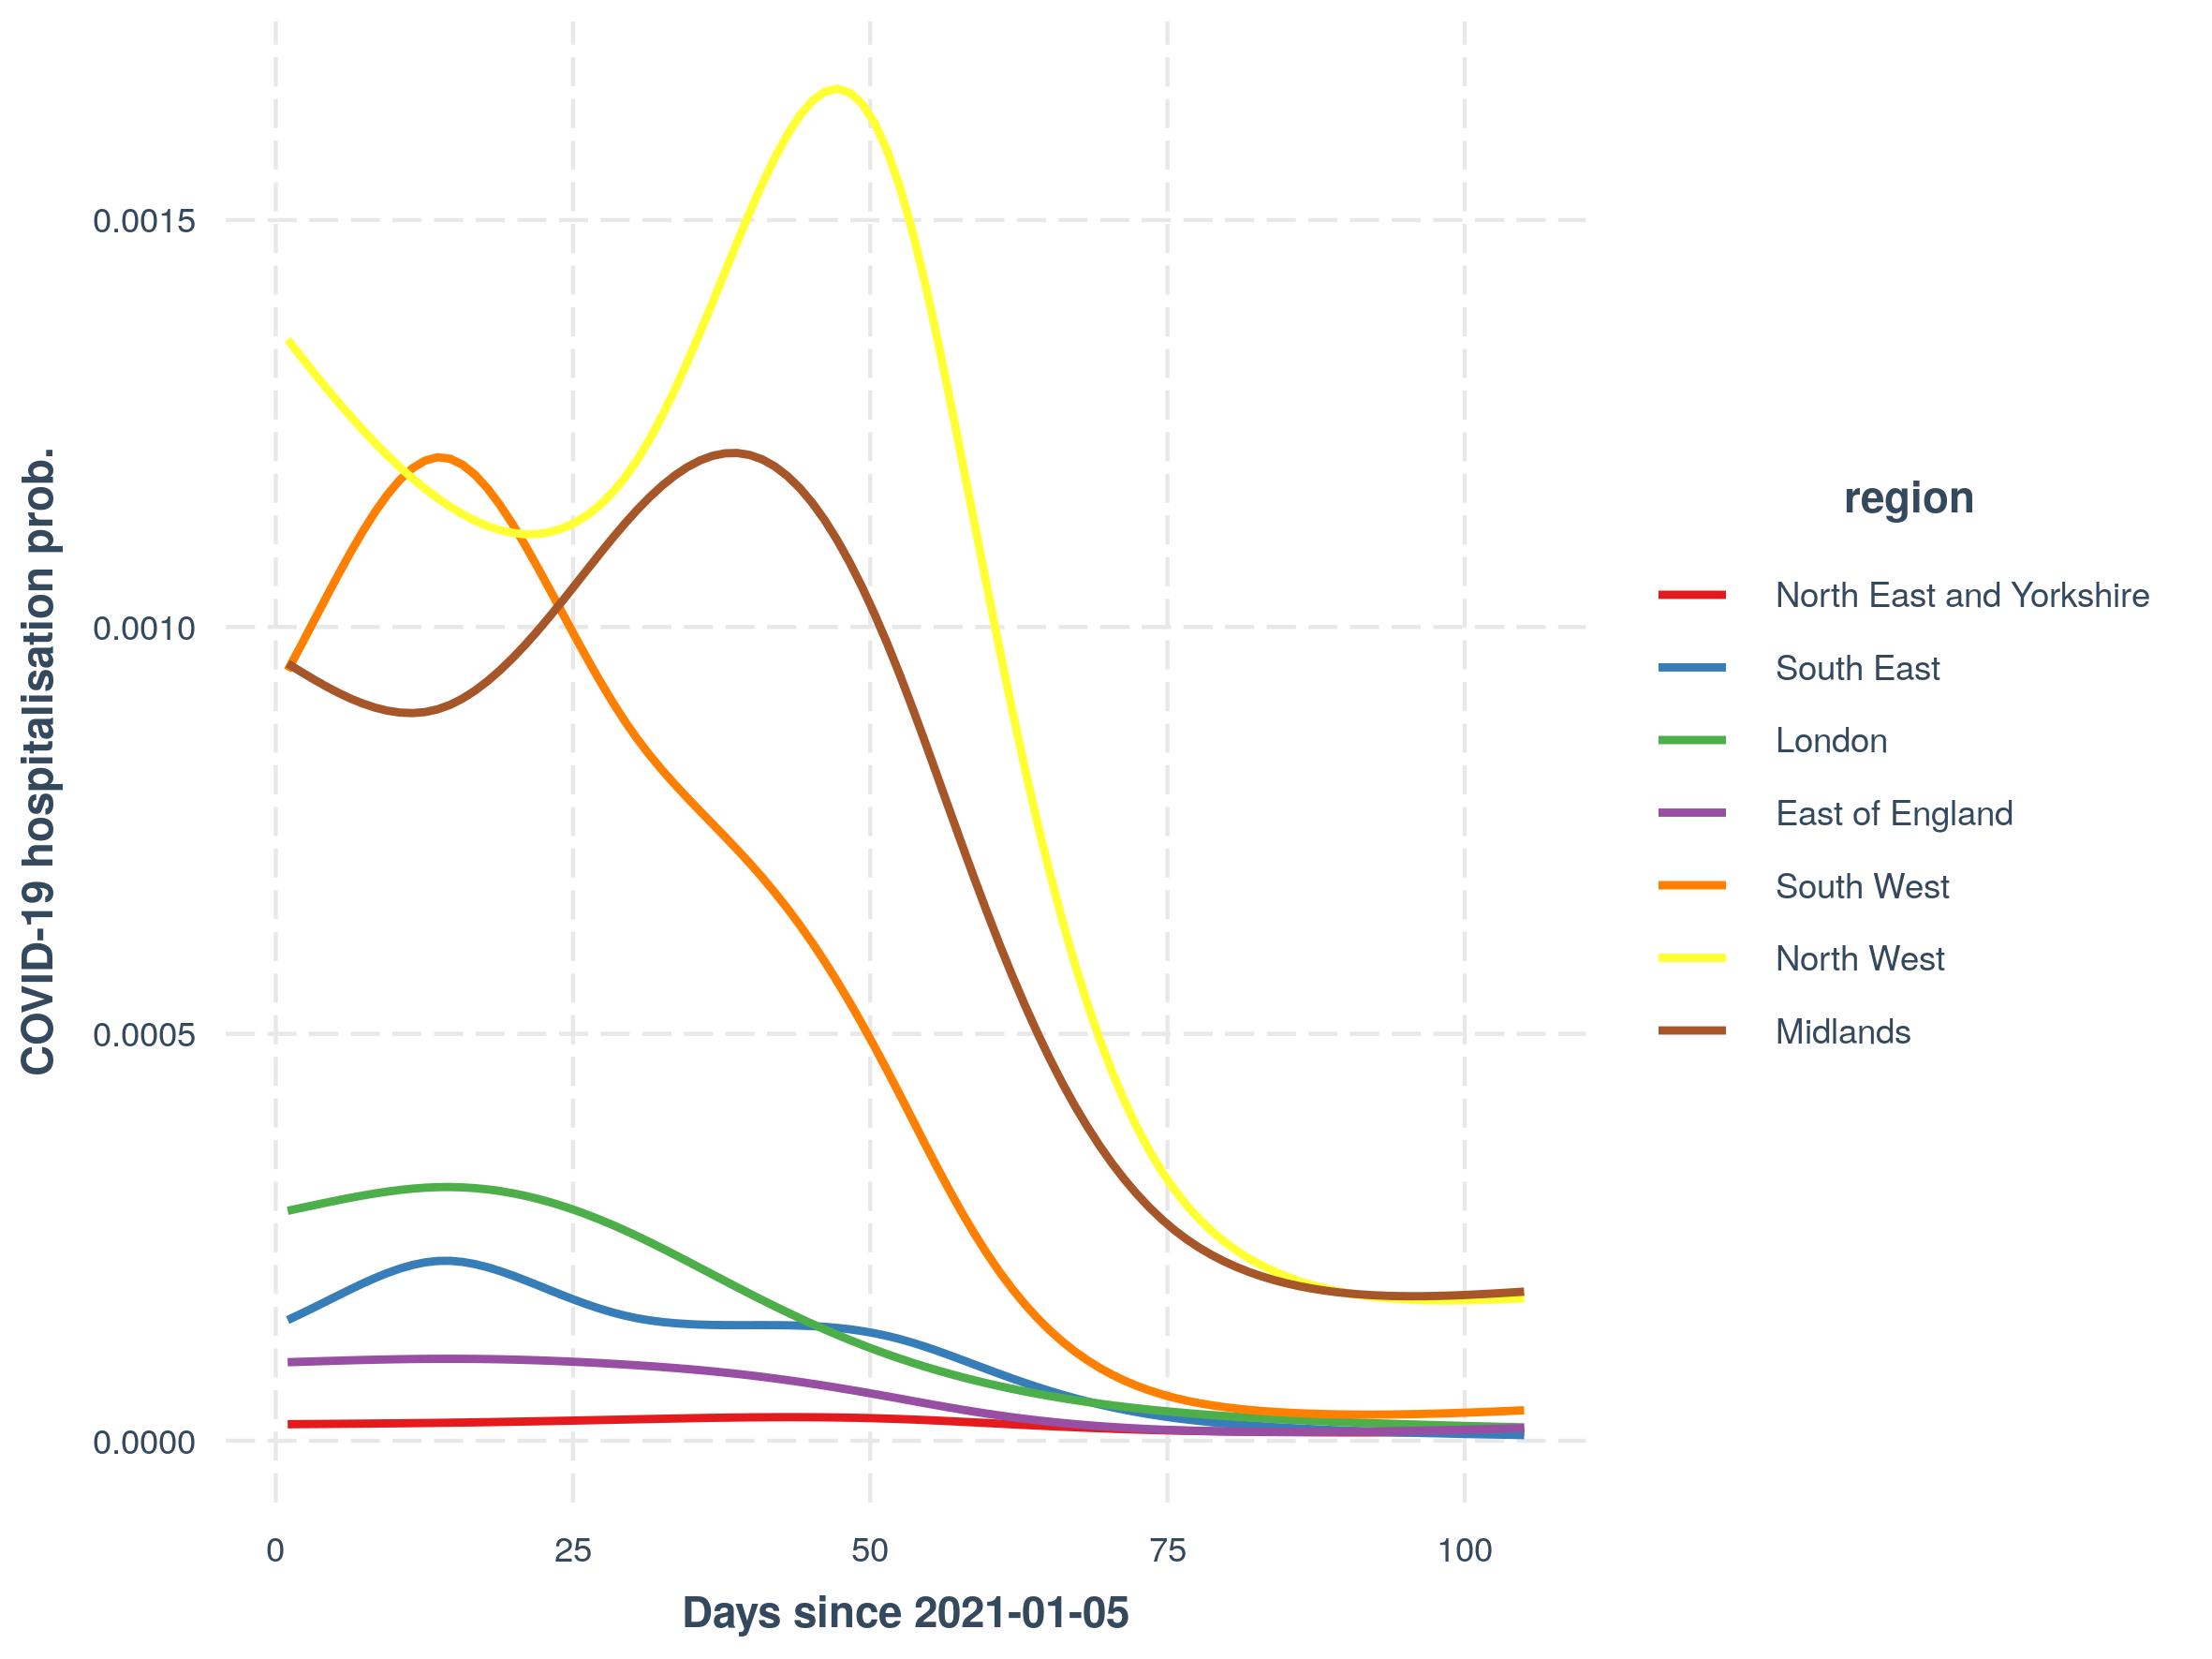 COVID-19 hospitalisation prob.
0.0015
0.0010
0.0005
0.0000
0
25
50
75
100
Days since 2021-01-05
region
North East and Yorkshire
South East
London
East of England
South West
North West
Midlands